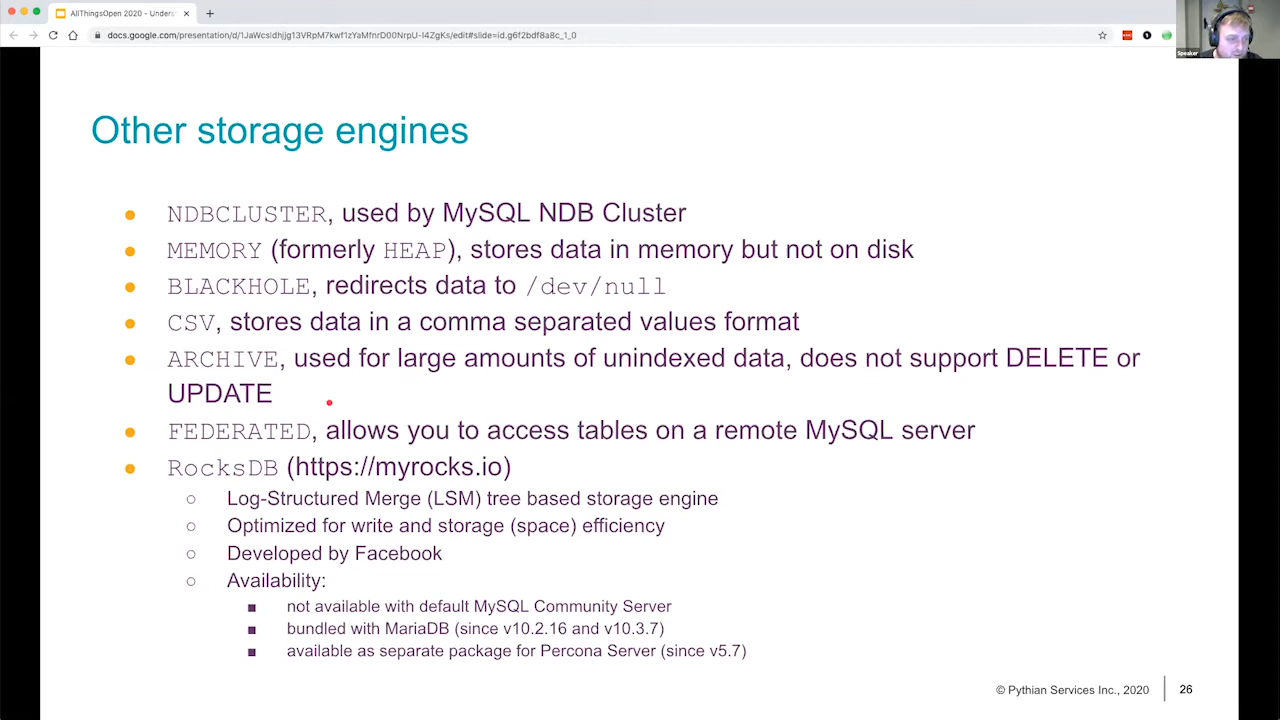 AllThingsOpen 2020 - Unders
docs.google.com/presentation/d/1JaWcsidhjjg13VRpM7kwf1zYaMfnrD00NrpU-l4ZgKs/edit#slide=id.g6f2bdf8a8c_1_0
Speaker
Other storage engines
NDBCLUSTER, used by MySQL NDB Cluster
MEMORY (formerly HEAP), stores data in memory but not on disk
BLACKHOLE, redirects data to /dev/null
CSV, stores data in a comma separated values format
ARCHIVE, used for large amounts of unindexed data, does not support DELETE or
UPDATE
FEDERATED, allows you to access tables on a remote MySQL server
RocksDB (https://myrocks.io)
Log-Structured Merge (LSM) tree based storage engine
Optimized for write and storage (space) efficiency
Developed by Facebook
Availability:
not available with default MySQL Community Server
bundled with MariaDB (since v10.2.16 and v10.3.7)
available as separate package for Percona Server (since v5.7)
© Pythian Services Inc., 2020
26